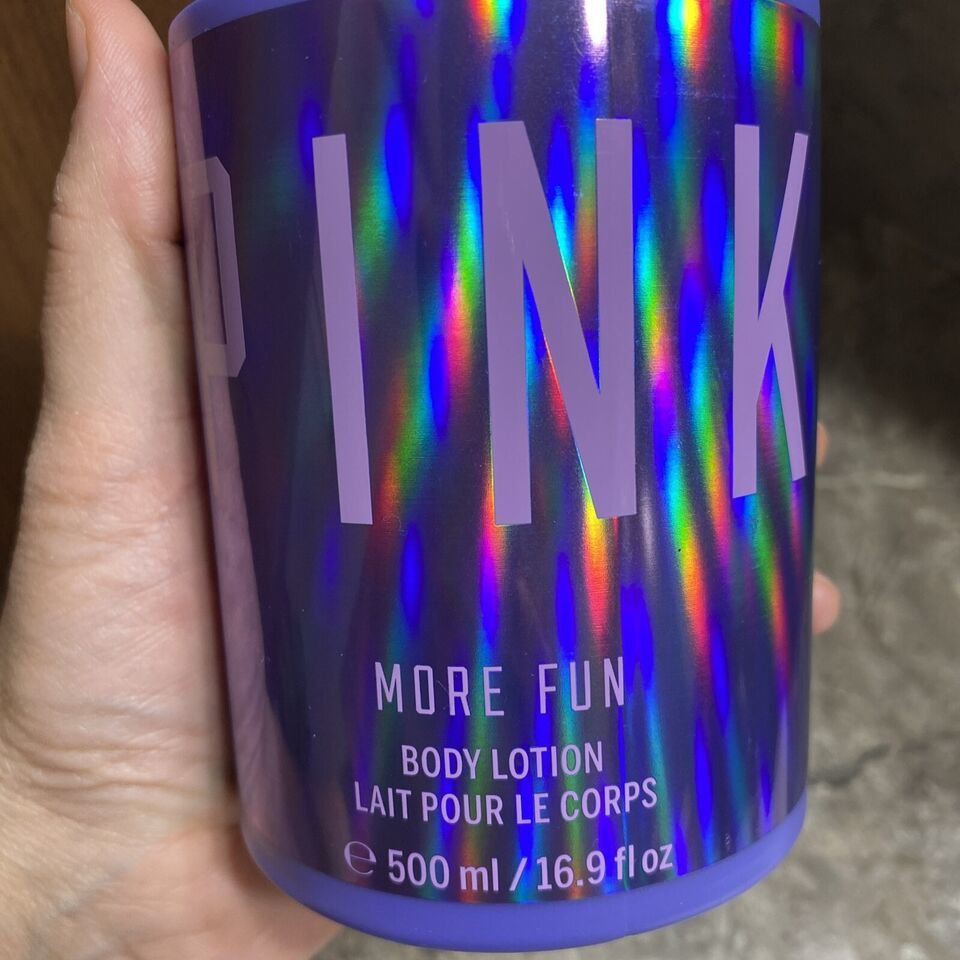 PINK
MORE FUN
BODY LOTION
LAIT POUR LE CORPS
℮ 500 ml / 16.9 fl oz